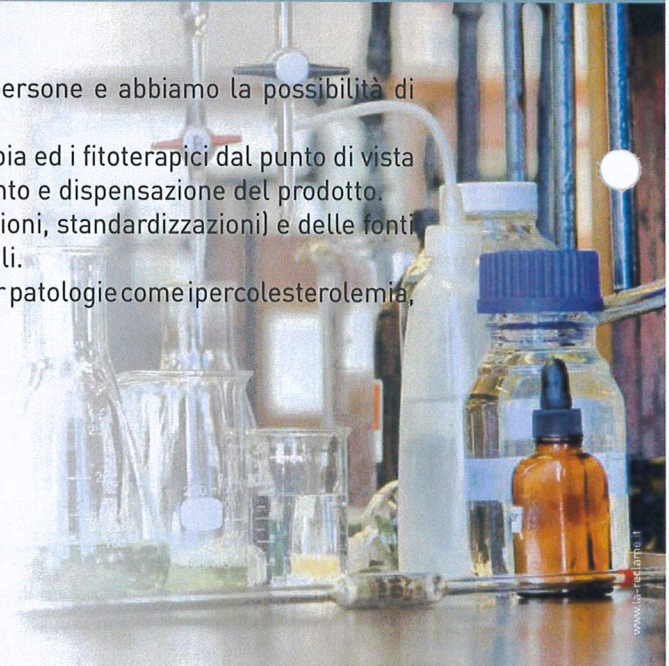 ersone e abbiamo la possibilità di
pia ed i fitoterapici dal punto di vista
nto e dispensazione del prodotto.
ioni, standardizzazioni) e delle fonti
li.
r patologie come ipercolesterolemia,
www.la-reclame.it